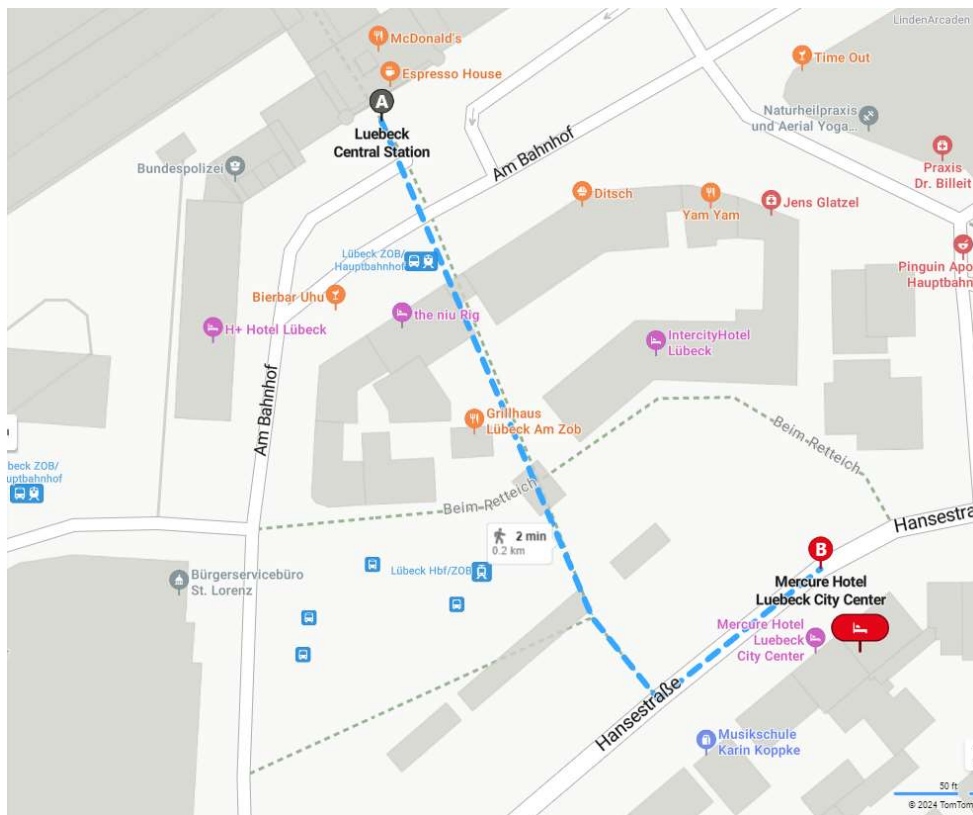 LindenArcaden
McDonald's
Time Out
Espresso House
A
Luebeck
Central Station
Naturheilpraxis
und Aerial Yoga...
Bundespolizei
Am Bahnhof
Praxis
Dr. Billeit
Ditsch
Yam Yam
Jens Glatzel
Lübeck ZOB/
Hauptbahnhof
Pinguin Apo
Hauptbahn
Bierbar Uhu
the niu Rig
H+ Hotel Lübeck
IntercityHotel
Lübeck
Am Bahnhof
Grillhaus
Lübeck Am Zob
Beim-Retteich
übeck ZOB/
uptbahnhof
Beim-Retteich
Hansestra
2 min
0.2 km
B
Lübeck Hbf/ZOB
Bürgerservicebüro
St. Lorenz
Mercure Hotel
Luebeck City Center
Mercure Hotel
Luebeck
City Center
Hansestraße
Musikschule
Karin Koppke
50 ft
© 2024 TomTom